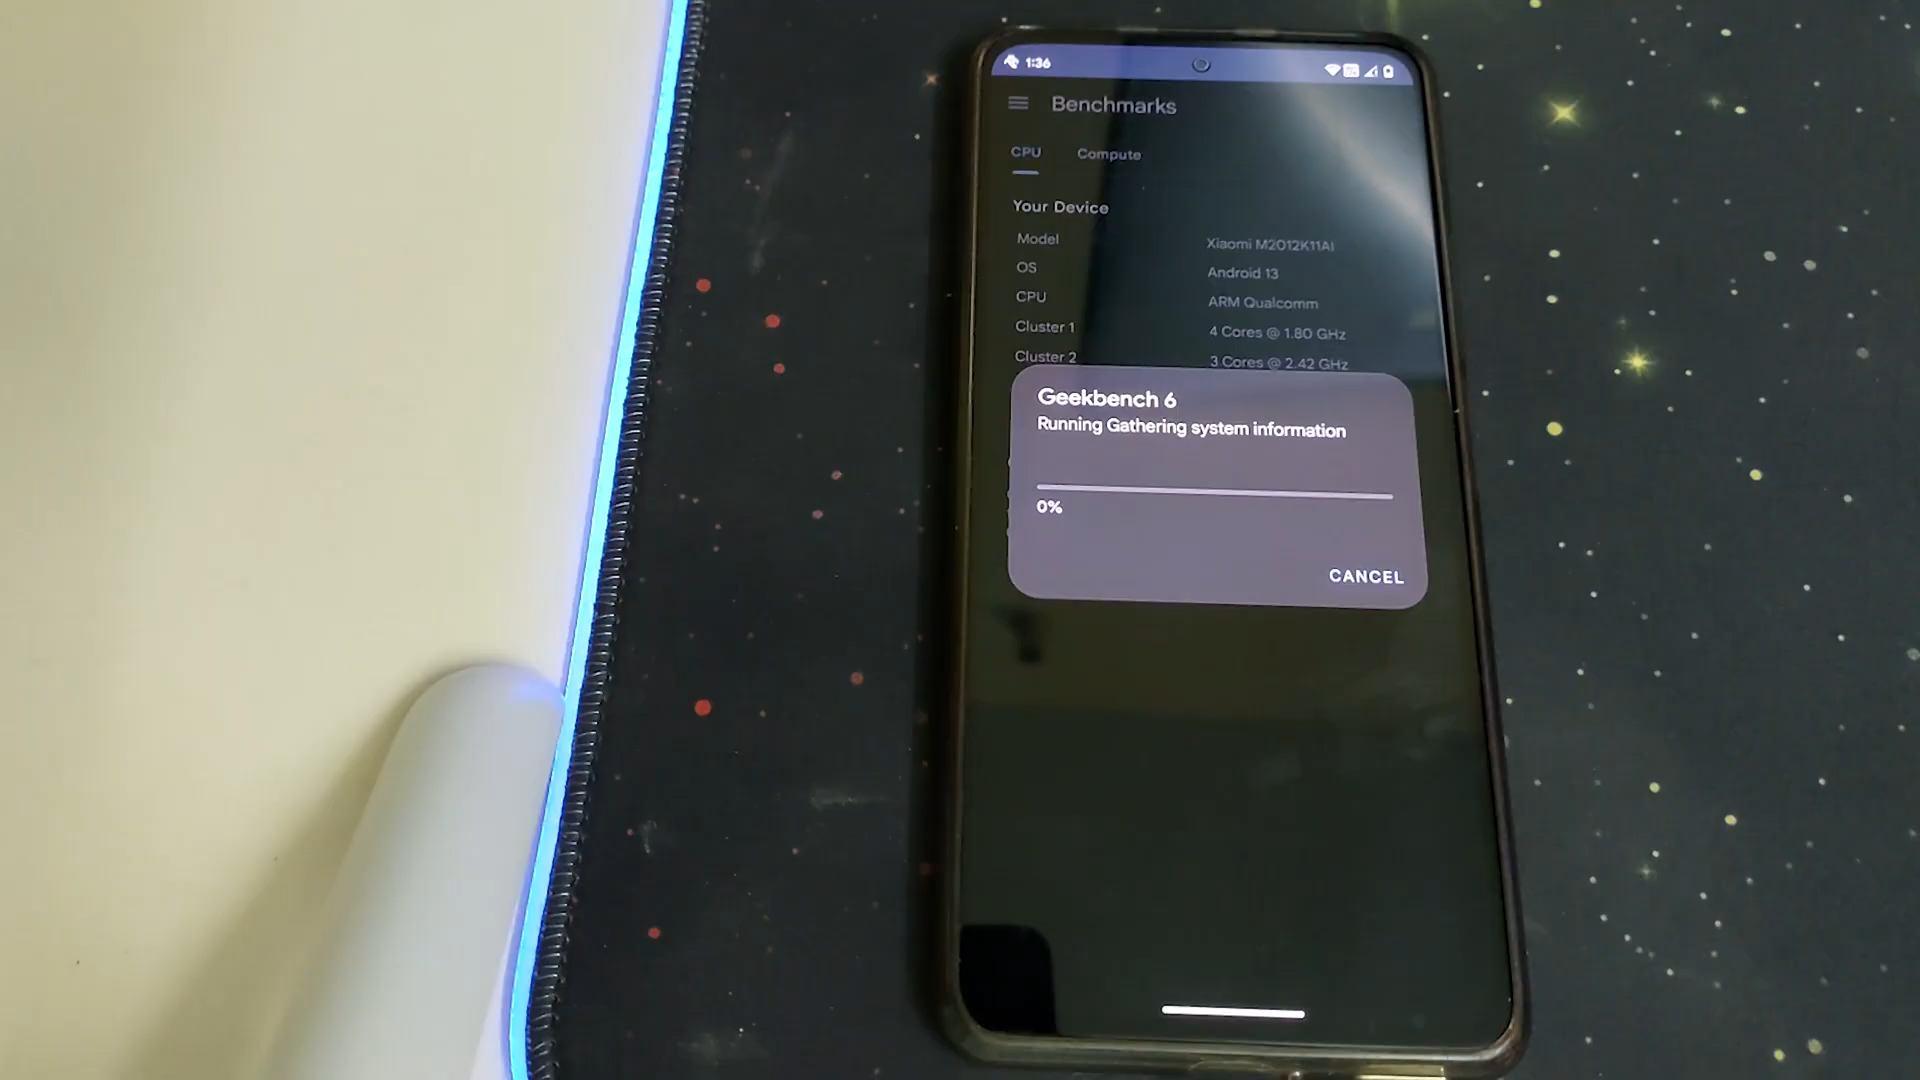 1:36
Benchmarks
CPU Compute
Your Device
Model Xiaomi M2012K11AI
OS Android 13
CPU ARM Qualcomm
Cluster 1 4 Cores @ 1.80 GHz
Cluster 2 3 Cores @ 2.42 GHz
Geekbench 6
Running Gathering system information
0%
CANCEL